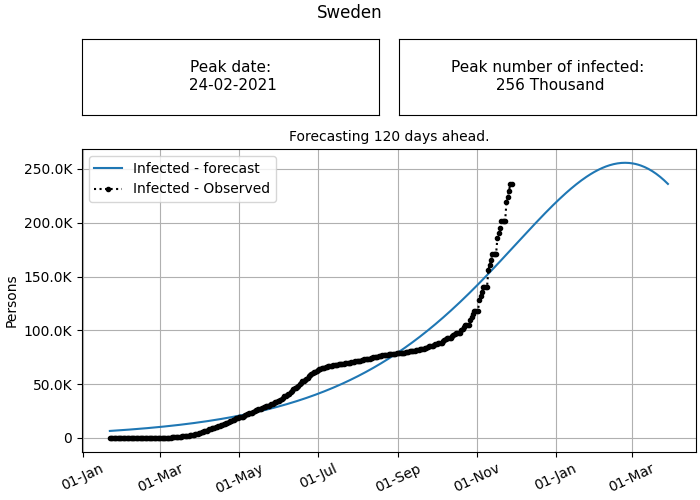 Sweden
Peak date:
24-02-2021
Peak number of infected:
256 Thousand
Forecasting 120 days ahead.
Infected - forecast
Infected - Observed
250.0K
200.0K
150.0K
100.0K
50.0K
0
Persons
01-Jan
01-Mar
01-May
01-Jul
01-Sep
01-Nov
01-Jan
01-Mar